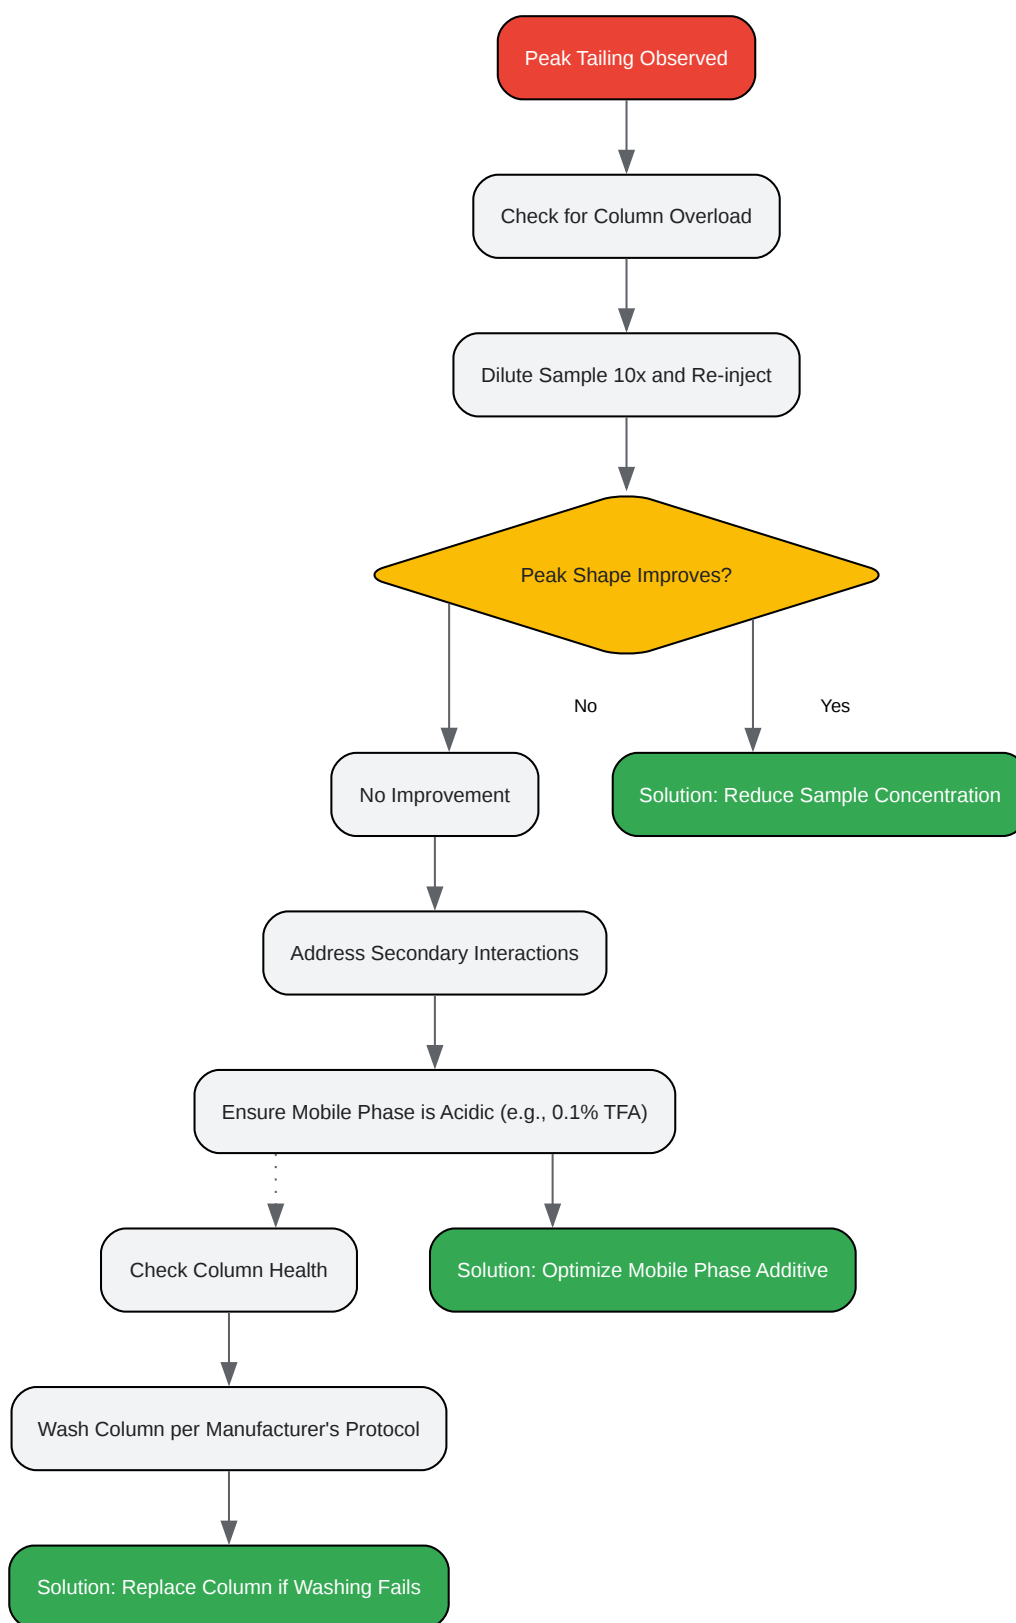 Peak Tailing Observed
Check for Column Overload
Dilute Sample 10x and Re-inject
Peak Shape Improves?
No
Yes
No Improvement
Solution: Reduce Sample Concentration
Address Secondary Interactions
Ensure Mobile Phase is Acidic (e.g., 0.1% TFA)
Check Column Health
Solution: Optimize Mobile Phase Additive
Wash Column per Manufacturer's Protocol
Solution: Replace Column if Washing Fails